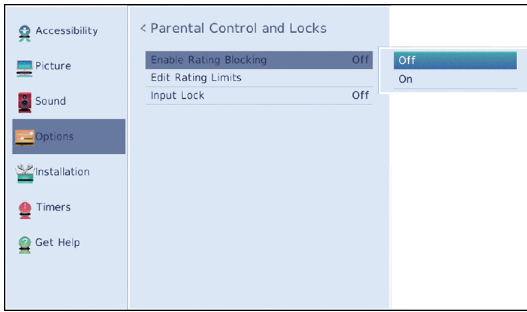 Accessibility
Picture
Sound
Options
Installation
Timers
Get Help
< Parental Control and Locks
Enable Rating Blocking Off
Edit Rating Limits
Input Lock Off
Off
On